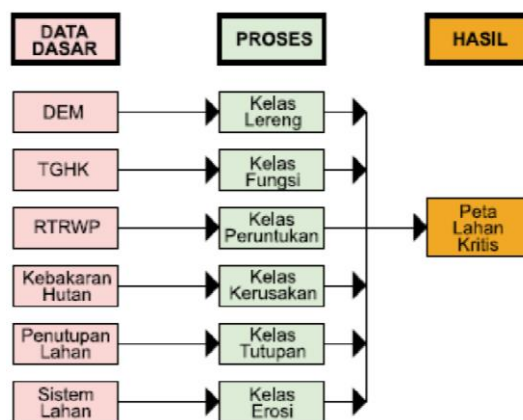 DATA
DASAR
PROSES
HASIL
DEM
Kelas
Lereng
TGHK
Kelas
Fungsi
RTRWP
Kelas
Peruntukan
Peta
Lahan
Kritis
Kebakaran
Hutan
Kelas
Kerusakan
Penutupan
Lahan
Kelas
Tutupan
Sistem
Lahan
Kelas
Erosi